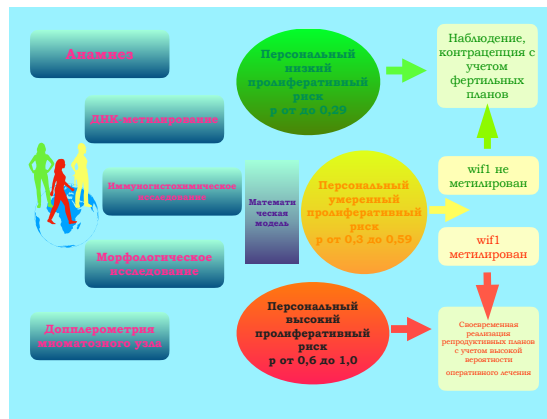 Анамнез
ДНК-метилирование
Иммуногистохимическое
исследование
Морфологическое
исследование
Допплерометрия
миоматозного узла
Математи
ческая
модель
Персональный
низкий
пролиферативный
риск
р от до 0,29
Персональный
умеренный
пролиферативный
риск
р от 0,3 до 0,59
Персональный
высокий
пролиферативный
риск
р от 0,6 до 1,0
Наблюдение,
контрацепция с
учетом
фертильных
планов
wif1 не
метилирован
wif1
метилирован
Своевременная
реализация
репродуктивных планов
с учетом высокой
вероятности
оперативного лечения